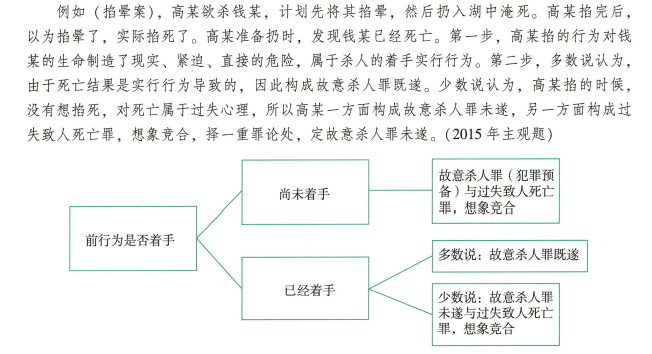 例如（掐晕案），高某欲杀钱某，计划先将其掐晕，然后扔入湖中淹死。高某掐完后，
以为掐晕了，实际掐死了。高某准备扔时，发现钱某已经死亡。第一步，高某掐的行为对钱
某的生命制造了现实、紧迫、直接的危险，属于杀人的着手实行行为。第二步，多数说认为，
由于死亡结果是实行行为导致的，因此构成故意杀人罪既遂。少数说认为，高某掐的时候，
没有想掐死，对死亡属于过失心理，所以高某一方面构成故意杀人罪未遂，另一方面构成过
失致人死亡罪，想象竞合，择一重罪论处，定故意杀人罪未遂。（2015 年主观题）
前行为是否着手
尚未着手
故意杀人罪（犯罪预
备）与过失致人死亡
罪，想象竞合
已经着手
多数说：故意杀人罪既遂
少数说：故意杀人罪
未遂与过失致人死亡
罪，想象竞合